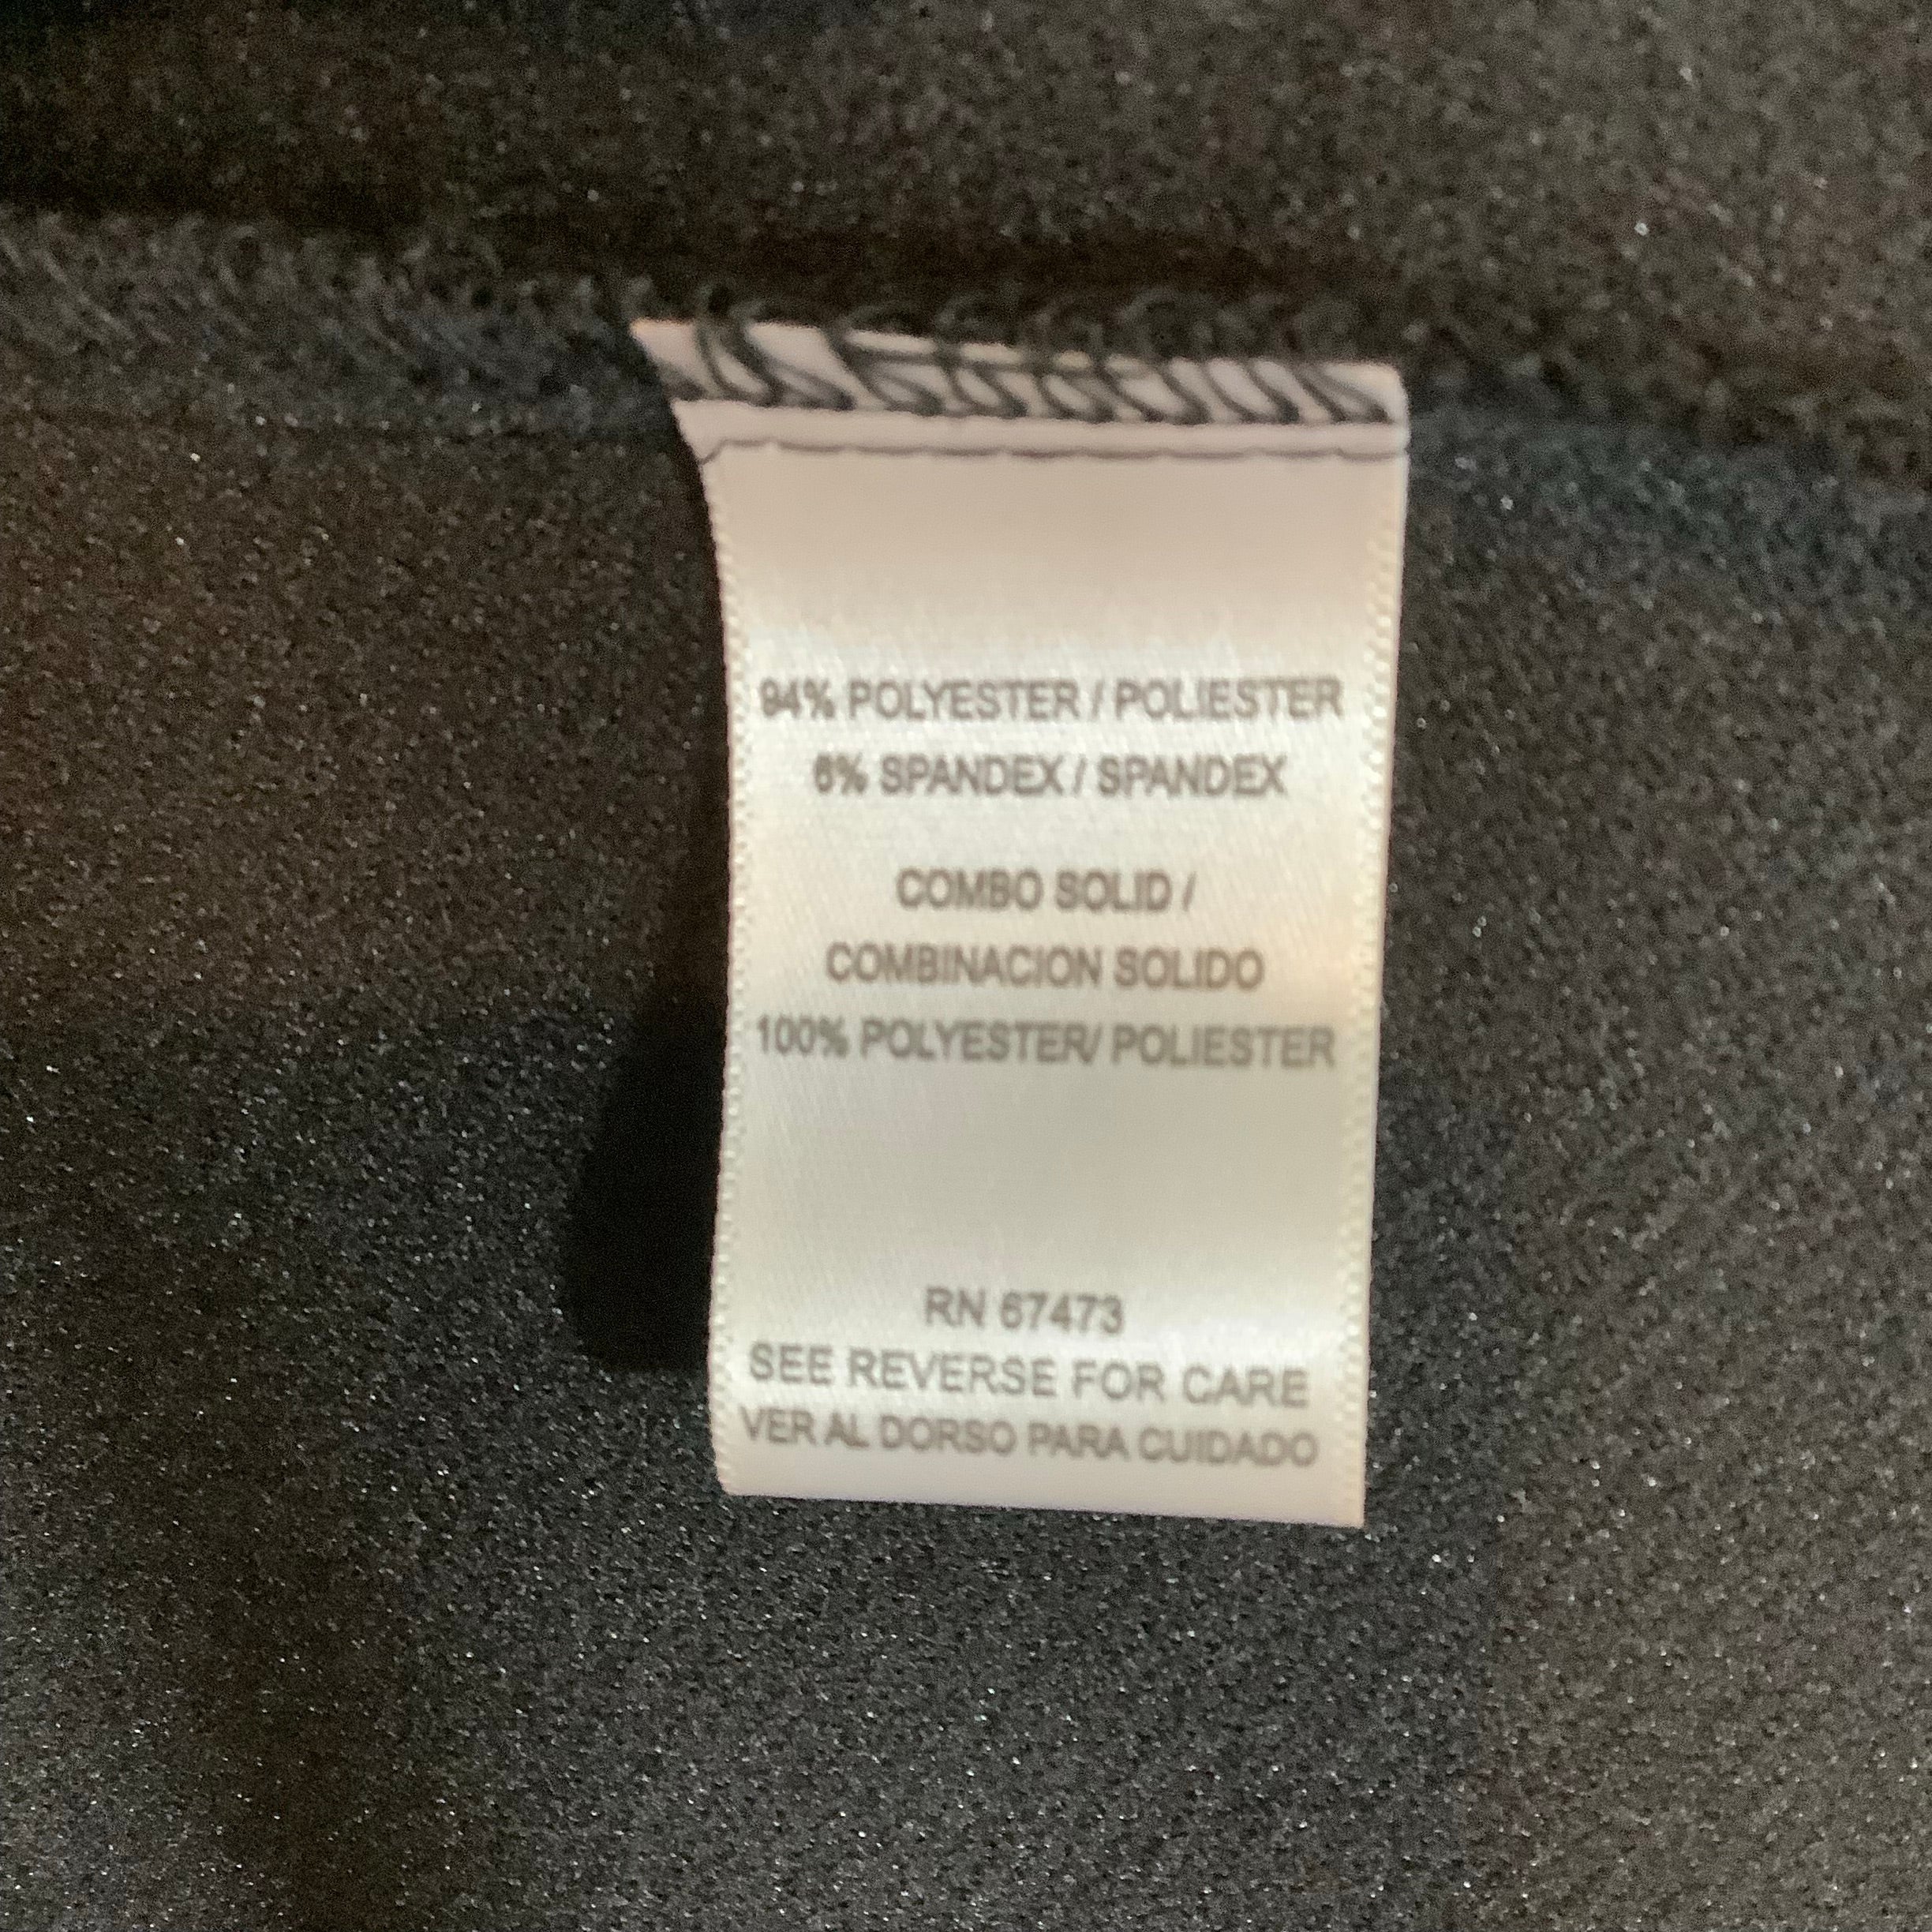 94% POLYESTER / POLIESTER
6% SPANDEX / SPANDEX
COMBO SOLID /
COMBINACION SOLIDO
100% POLYESTER/ POLIESTER
RN 67473
SEE REVERSE FOR CARE
VER AL DORSO PARA CUIDADO